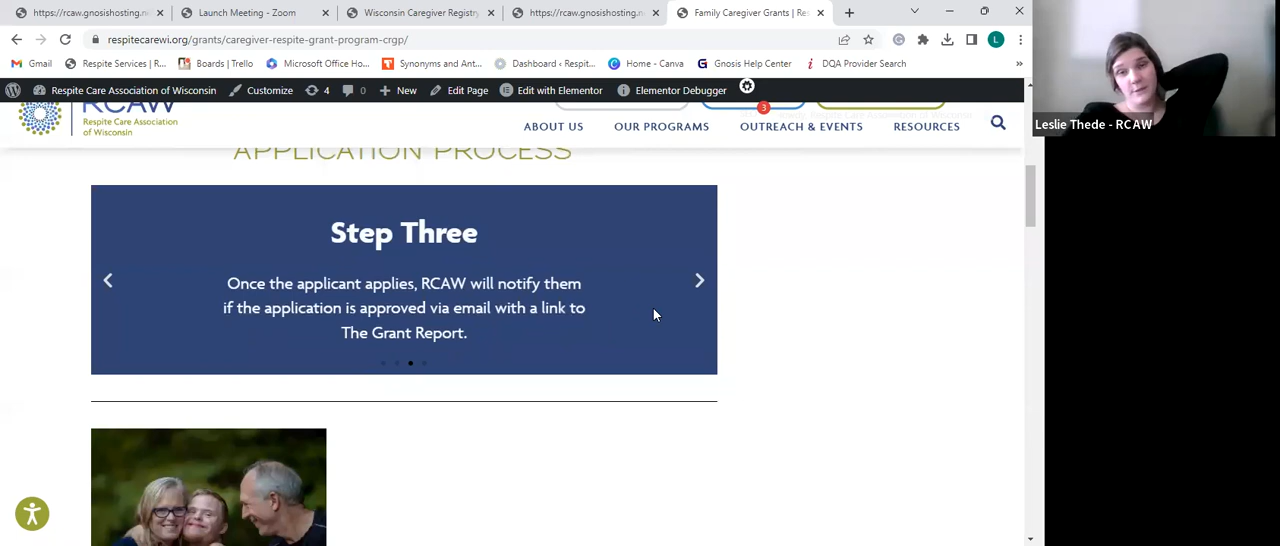 https://rcaw.gnosishosting.n
Launch Meeting - Zoom
Wisconsin Caregiver Registry
https://rcaw.gnosishosting.net
Family Caregiver Grants | Res
respitecarewi.org/grants/caregiver-respite-grant-program-crgp/
L
Gmail
Respite Services | R...
Boards | Trello
Microsoft Office Ho...
Synonyms and Ant...
Dashboard ‹ Respit...
Home - Canva
Gnosis Help Center
DQA Provider Search
»
Respite Care Association of Wisconsin
Customize
4
0
New
Edit Page
Edit with Elementor
Elementor Debugger
3
RCAW
Respite Care Association
of Wisconsin
ABOUT US
OUR PROGRAMS
OUTREACH & EVENTS
RESOURCES
Leslie Thede - RCAW
APPLICATION PROCESS
Step Three
Once the applicant applies, RCAW will notify them
if the application is approved via email with a link to
The Grant Report.